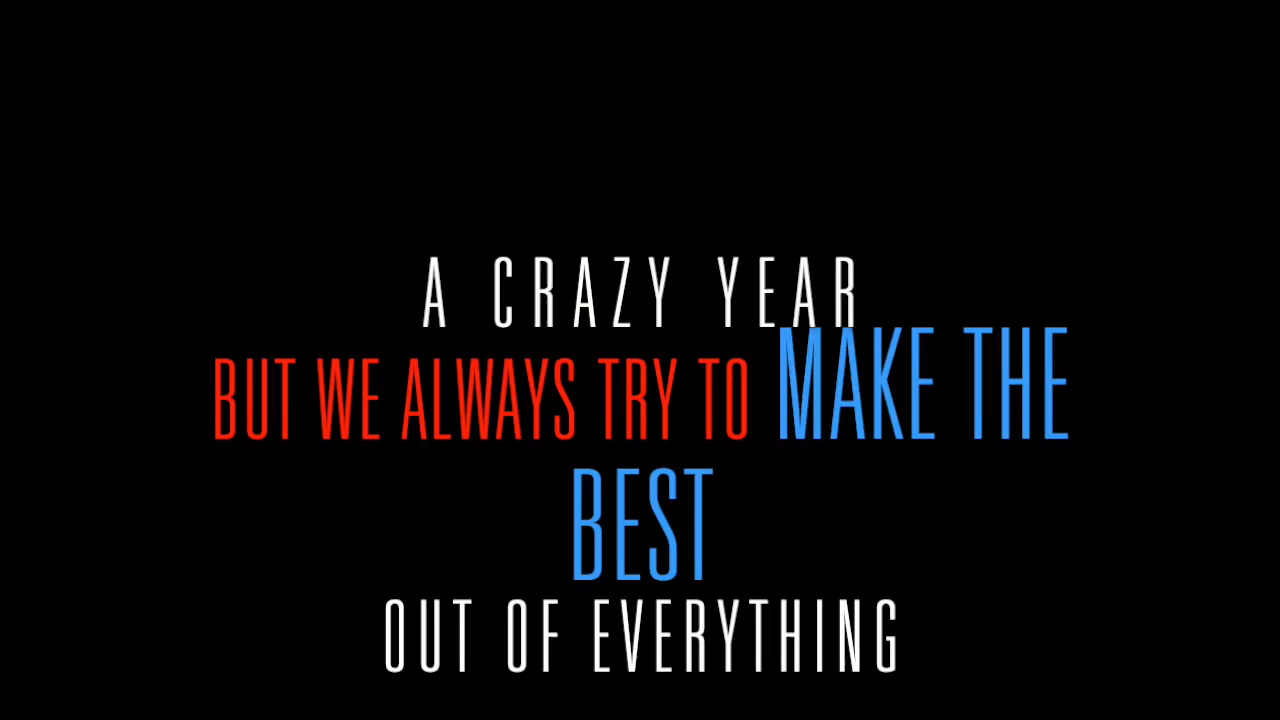 A CRAZY YEAR
BUT WE ALWAYS TRY TO MAKE THE
BEST
OUT OF EVERYTHING